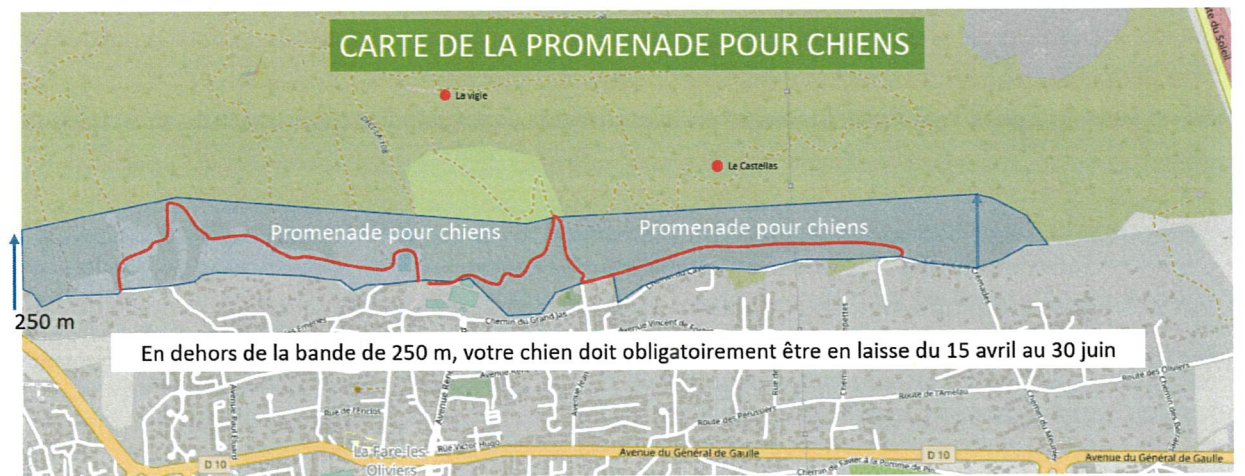 CARTE DE LA PROMENADE POUR CHIENS
La vigie
Le Castellas
Promenade pour chiens
Promenade pour chiens
250 m
Chemin du Grand Jas
En dehors de la bande de 250 m, votre chien doit obligatoirement être en laisse du 15 avril au 30 juin
Route des Oliviers
Route de l'Amelau
Rue de l'Enclos
Route des Perussiers
Rue Victor Hugo
La Fare-les-
Oliviers
Avenue du Général de Gaulle
D 10
D 10
Avenue du Général de Gaulle